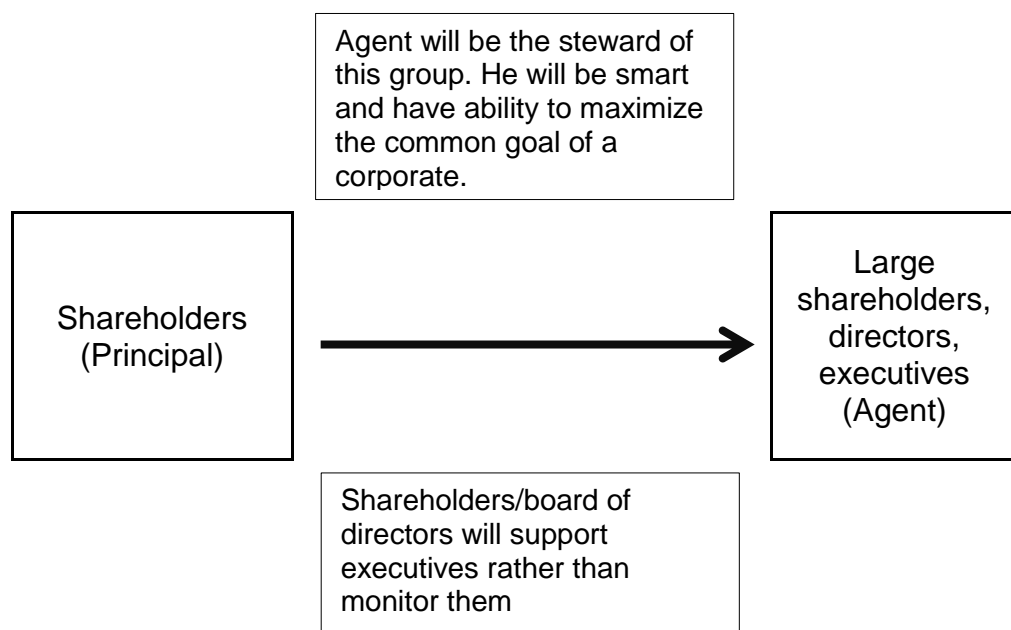 Agent will be the steward of
this group. He will be smart
and have ability to maximize
the common goal of a
corporate.
Shareholders
(Principal)
Large
shareholders,
directors,
executives
(Agent)
Shareholders/board of
directors will support
executives rather than
monitor them